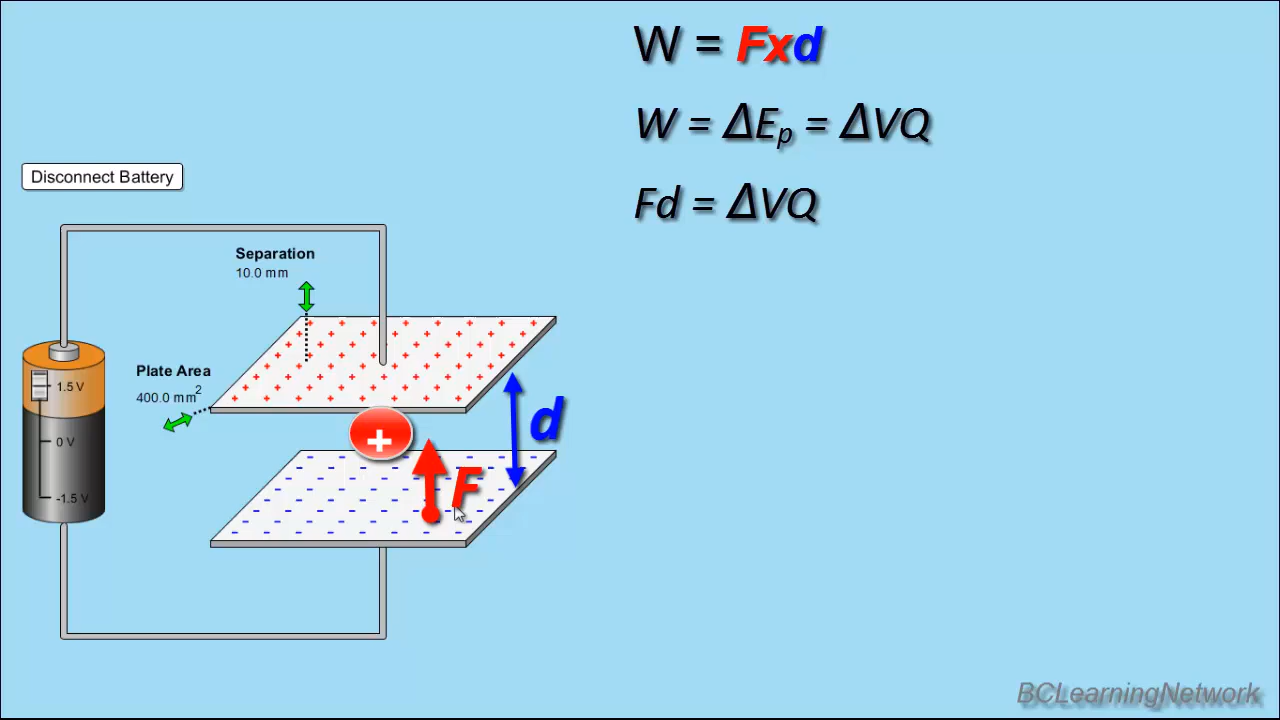 W = Fxd
W = ΔEₚ = ΔVQ
Fd = ΔVQ
Disconnect Battery
Separation
10.0 mm
Plate Area
400.0 mm²
1.5 V
0 V
-1.5 V
+
d
F
BCLearningNetwork